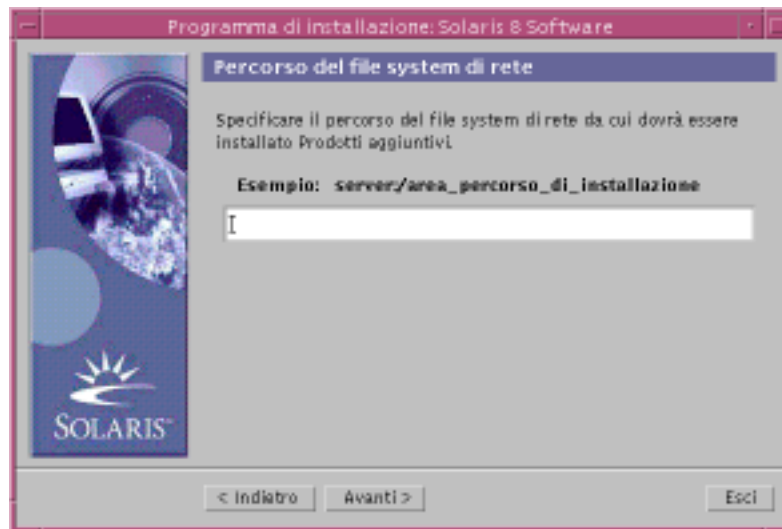 Programma di installazione: Solaris 8 Software
Percorso del file system di rete
Specificare il percorso del file system di rete da cui dovrà essere
installato Prodotti aggiuntivi.
Esempio: server:/area_percorso_di_installazione
SOLARIS™
< Indietro
Avanti >
Esci